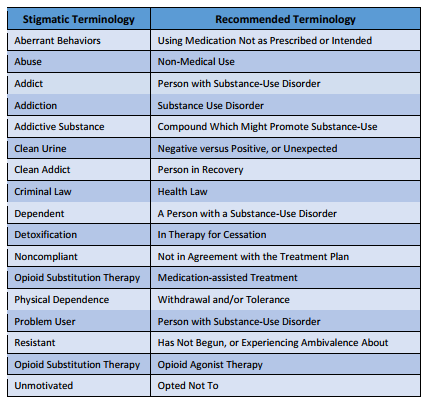 Stigmatic Terminology Recommended Terminology
Aberrant Behaviors Using Medication Not as Prescribed or Intended
Abuse Non-Medical Use
Addict Person with Substance-Use Disorder
Addiction Substance Use Disorder
Addictive Substance Compound Which Might Promote Substance-Use
Clean Urine Negative versus Positive, or Unexpected
Clean Addict Person in Recovery
Criminal Law Health Law
Dependent A Person with a Substance-Use Disorder
Detoxification In Therapy for Cessation
Noncompliant Not in Agreement with the Treatment Plan
Opioid Substitution Therapy Medication-assisted Treatment
Physical Dependence Withdrawal and/or Tolerance
Problem User Person with Substance-Use Disorder
Resistant Has Not Begun, or Experiencing Ambivalence About
Opioid Substitution Therapy Opioid Agonist Therapy
Unmotivated Opted Not To